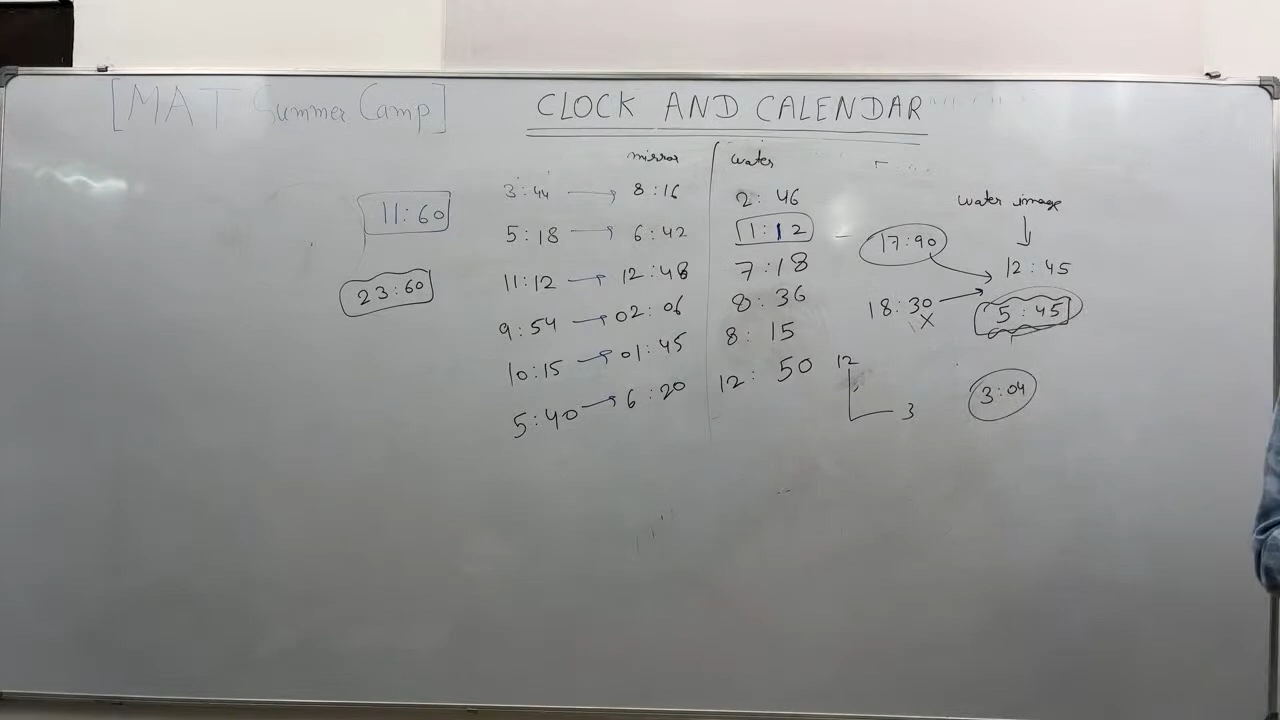 [MAT Summer Camp]
CLOCK AND CALENDAR
mirror
water
3:44 → 8:16
2:46
5:18 → 6:42
1:12
11:12 → 12:48
7:18
9:54 → 02:06
8:36
10:15 → 01:45
8:15
5:40 → 6:20
12:50
11:60
23:60
water image
17:90
12:45
18:30
X
5:45
12
3
3:04